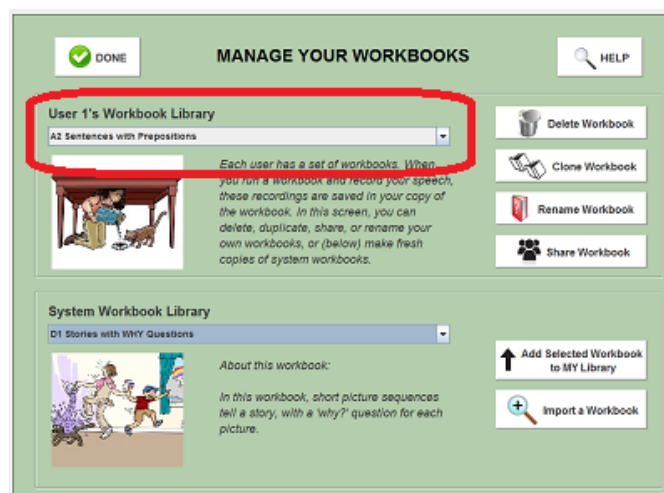 DONE
MANAGE YOUR WORKBOOKS
HELP
User 1's Workbook Library
A2 Sentences with Prepositions
Each user has a set of workbooks. When
you run a workbook and record your speech,
these recordings are saved in your copy of
the workbook. In this screen, you can
delete, duplicate, share, or rename your
own workbooks, or (below) make fresh
copies of system workbooks.
Delete Workbook
Clone Workbook
Rename Workbook
Share Workbook
System Workbook Library
D1 Stories with WHY Questions
About this workbook:
In this workbook, short picture sequences
tell a story, with a 'why?' question for each
picture.
Add Selected Workbook
to MY Library
Import a Workbook